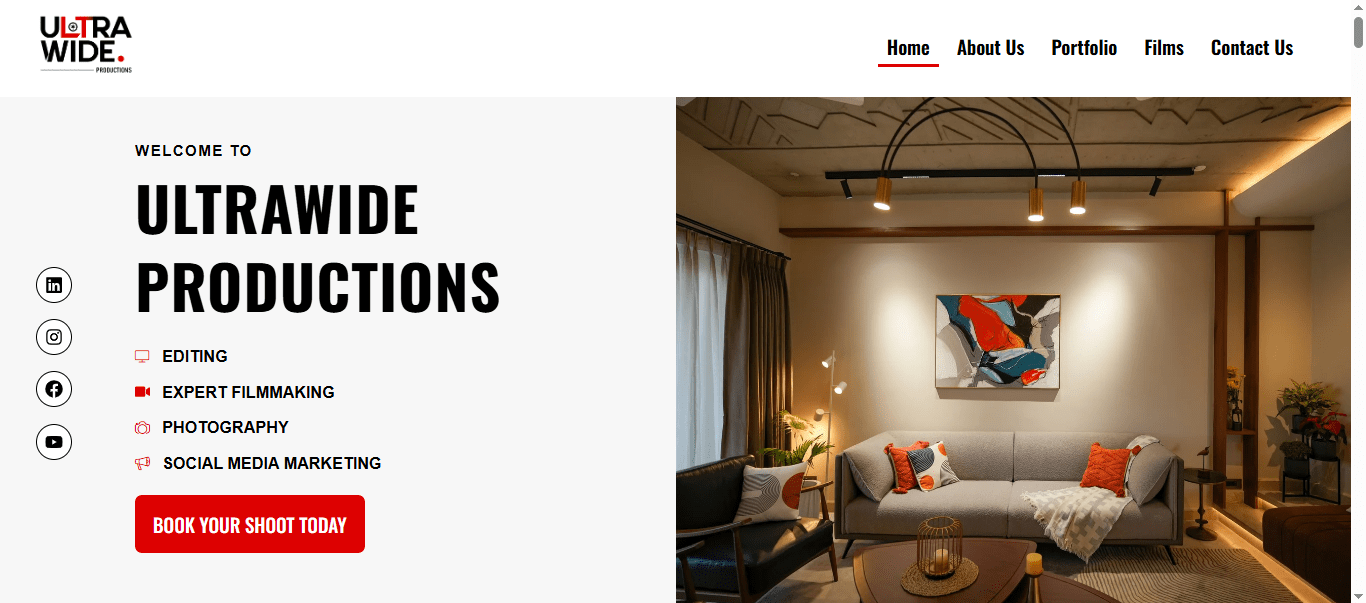 ULTRA
WIDE.
PRODUCTIONS
Home About Us Portfolio Films Contact Us
WELCOME TO
ULTRAWIDE
PRODUCTIONS
EDITING
EXPERT FILMMAKING
PHOTOGRAPHY
SOCIAL MEDIA MARKETING
BOOK YOUR SHOOT TODAY